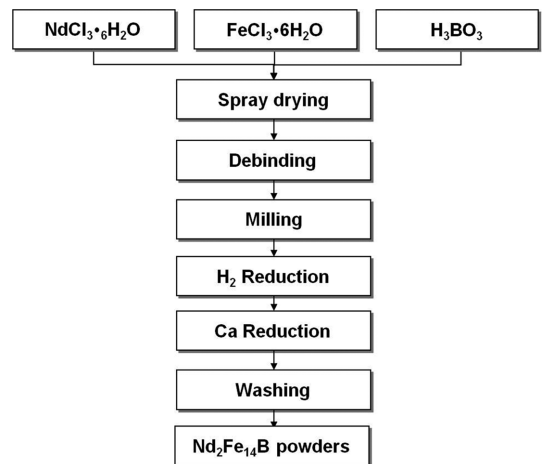 NdCl₃•₆H₂O
FeCl₃•6H₂O
H₃BO₃
Spray drying
Debinding
Milling
H₂ Reduction
Ca Reduction
Washing
Nd₂Fe₁₄B powders